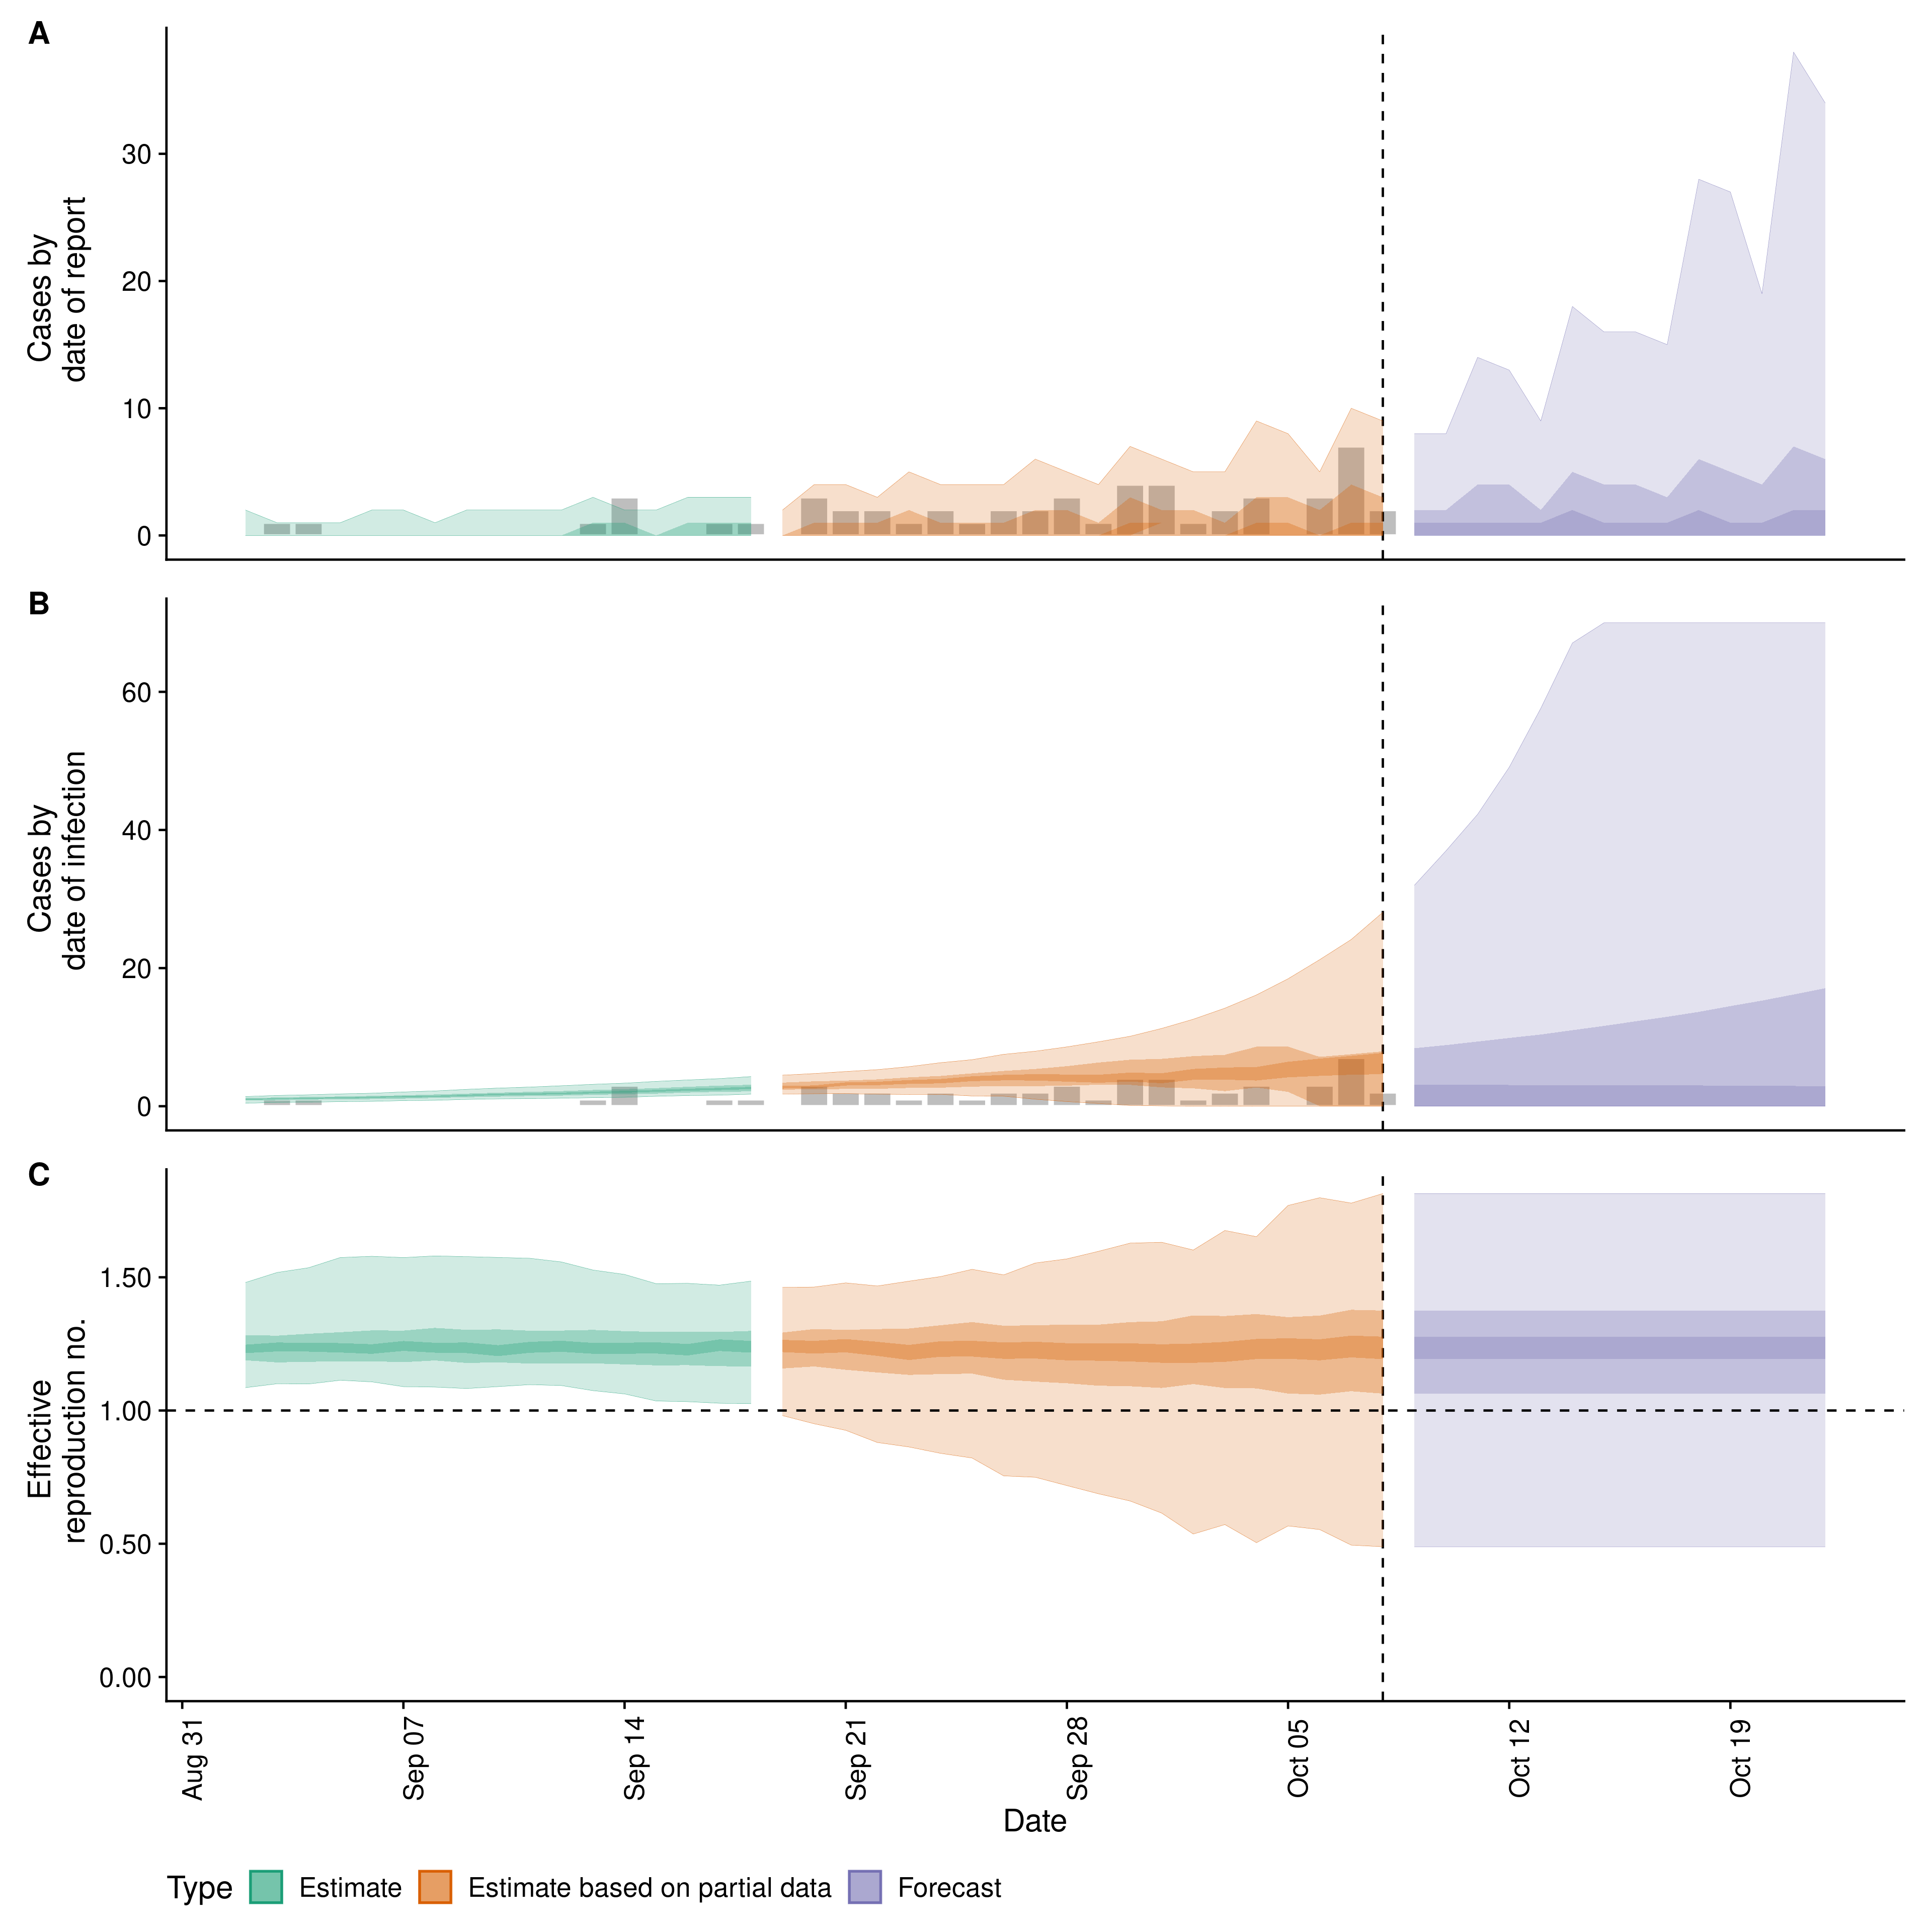 A
Cases by
date of report
30
20
10
0
B
Cases by
date of infection
60
40
20
0
C
Effective
reproduction no.
1.50
1.00
0.50
0.00
Aug 31
Sep 07
Sep 14
Sep 21
Sep 28
Oct 05
Oct 12
Oct 19
Date
Type Estimate Estimate based on partial data Forecast